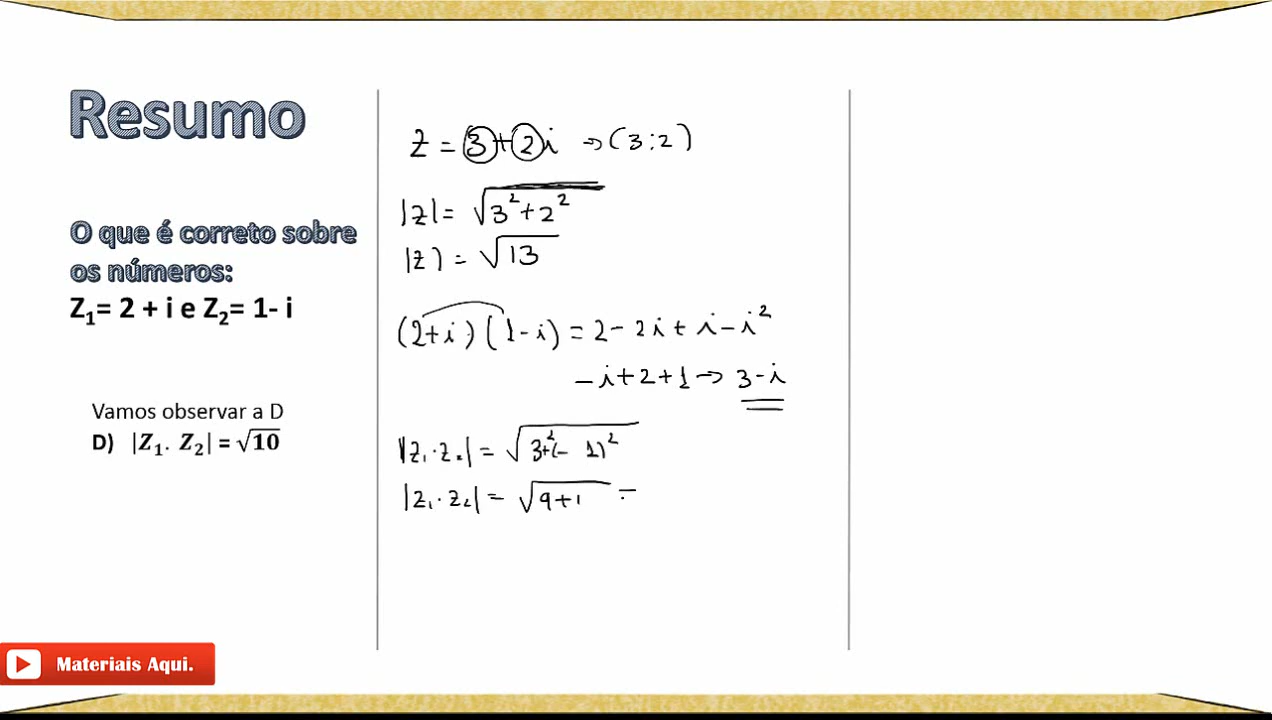 Resumo
O que é correto sobre
os números:
Z₁= 2 + i e Z₂= 1- i
Vamos observar a D
D) |Z₁. Z₂| = √10
Materiais Aqui.
Z = 3+2i → (3;2)
|z| = √3²+2²
|z) = √13
(2+i)(1-i) = 2-2i+i-i²
-i+2+1→ 3-i
|z₁·z₂| = √3²+(-1)²
|z₁·z₂| = √9+1 =